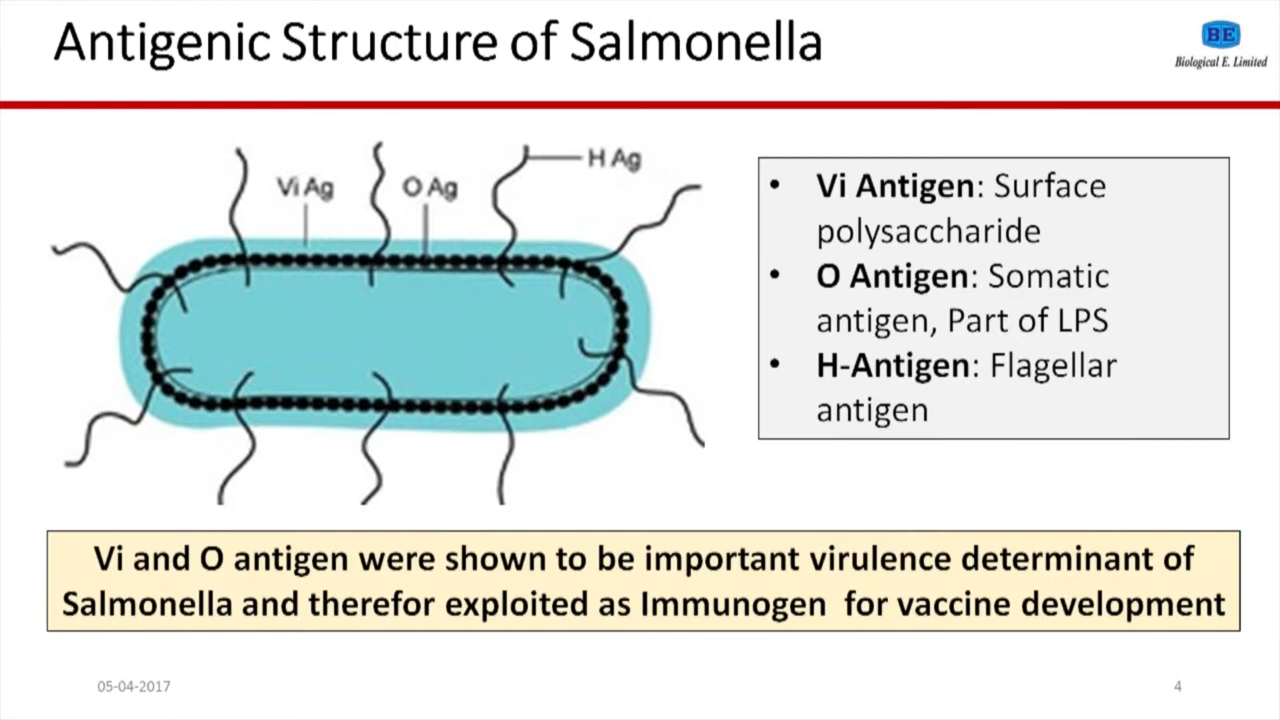 Antigenic Structure of Salmonella
BE
Biological E. Limited
Vi Ag
O Ag
H Ag
• Vi Antigen: Surface
polysaccharide
• O Antigen: Somatic
antigen, Part of LPS
• H-Antigen: Flagellar
antigen
Vi and O antigen were shown to be important virulence determinant of
Salmonella and therefor exploited as Immunogen for vaccine development
05-04-2017
4